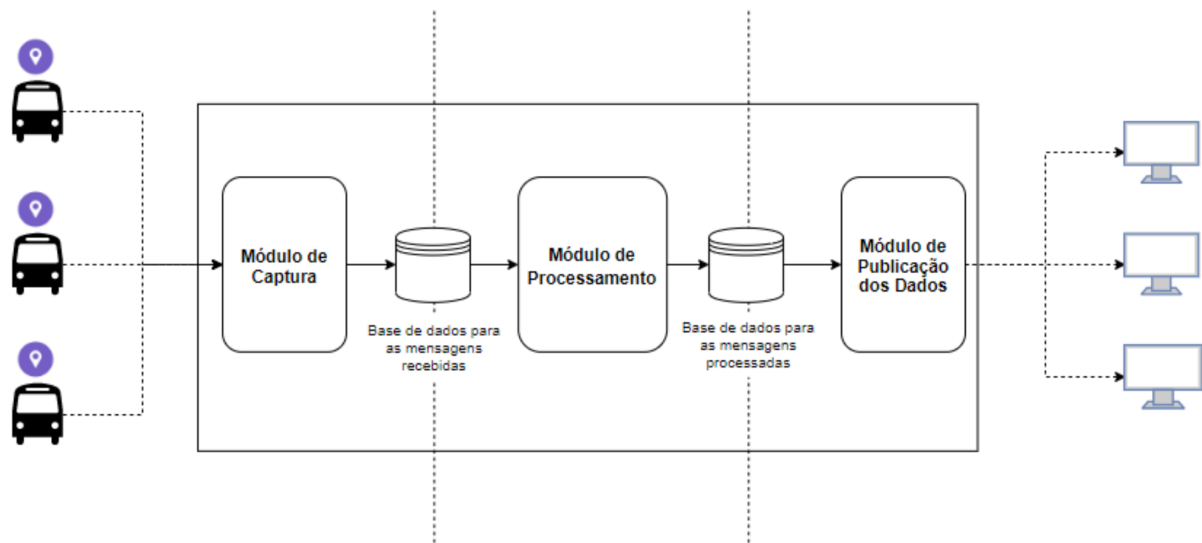 Módulo de
Captura
Base de dados para
as mensagens
recebidas
Módulo de
Processamento
Base de dados para
as mensagens
processadas
Módulo de
Publicação
dos Dados